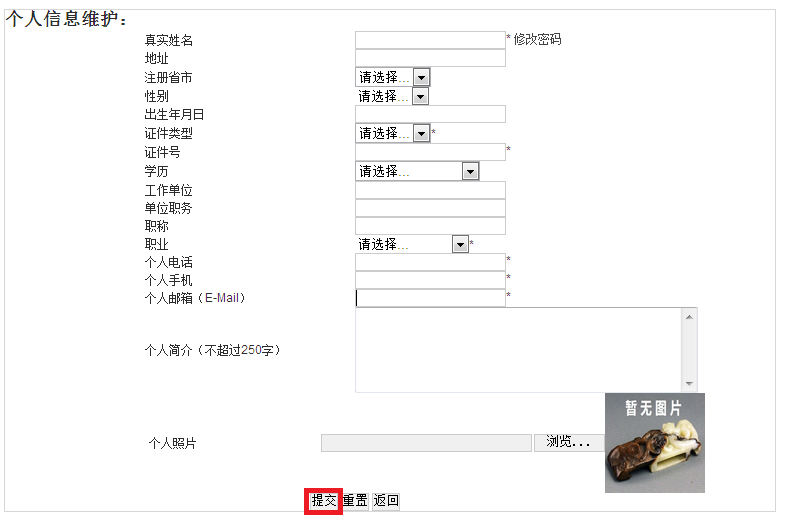 个人信息维护：
真实姓名 * 修改密码
地址
注册省市 请选择...
性别 请选择...
出生年月日
证件类型 请选择... *
证件号 *
学历 请选择...
工作单位
单位职务
职称
职业 请选择... *
个人电话 *
个人手机 *
个人邮箱（E-Mail） *
个人简介（不超过250字）
暂无图片
个人照片 浏览...
提交 重置 返回